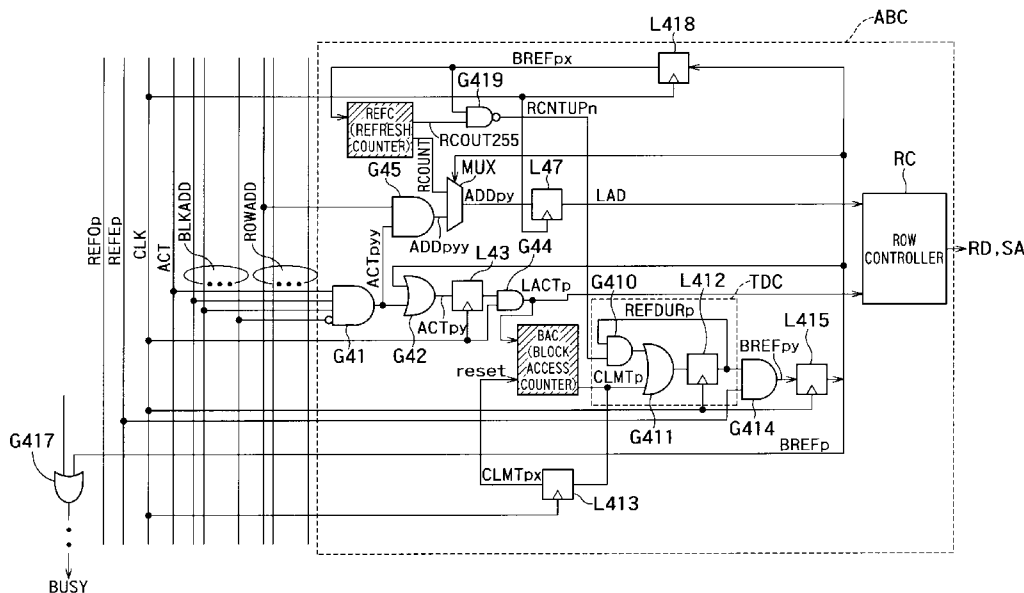 ABC
L418
BREFpx
G419
RCNTUPn
REFC
(REFRESH
COUNTER)
RCOUT255
RCOUNT
G45
MUX
L47
ADDpy
LAD
RC
ROW
CONTROLLER
RD,SA
ADDpyy
ACTpyy
REFOp
REFEp
CLK
ACT
BLKADD
ROWADD
L43
G44
LACTp
G410
L412
TDC
REFDURp
G41
G42
ACTpy
BAC
(BLOCK
ACCESS
COUNTER)
reset
CLMTp
G411
BREFpy
L415
G414
G417
BREFp
CLMTpx
L413
BUSY